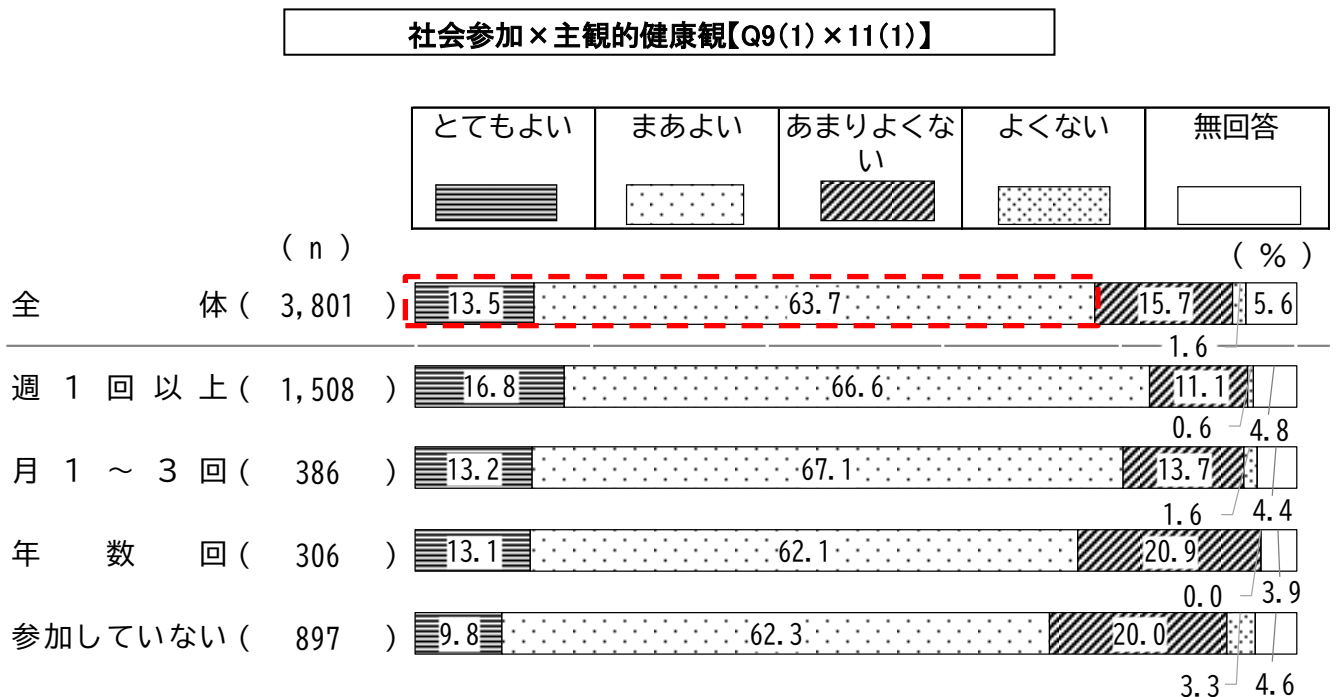 社会参加×主観的健康観【Q9(1)×11(1)】
とてもよい まあよい あまりよくない よくない 無回答
(n)
(%)
全体(3,801) 13.5 63.7 15.7 5.6
1.6
週1回以上(1,508) 16.8 66.6 11.1
0.6 4.8
月1～3回(386) 13.2 67.1 13.7
1.6 4.4
年数回(306) 13.1 62.1 20.9
0.0 3.9
参加していない(897) 9.8 62.3 20.0
3.3 4.6